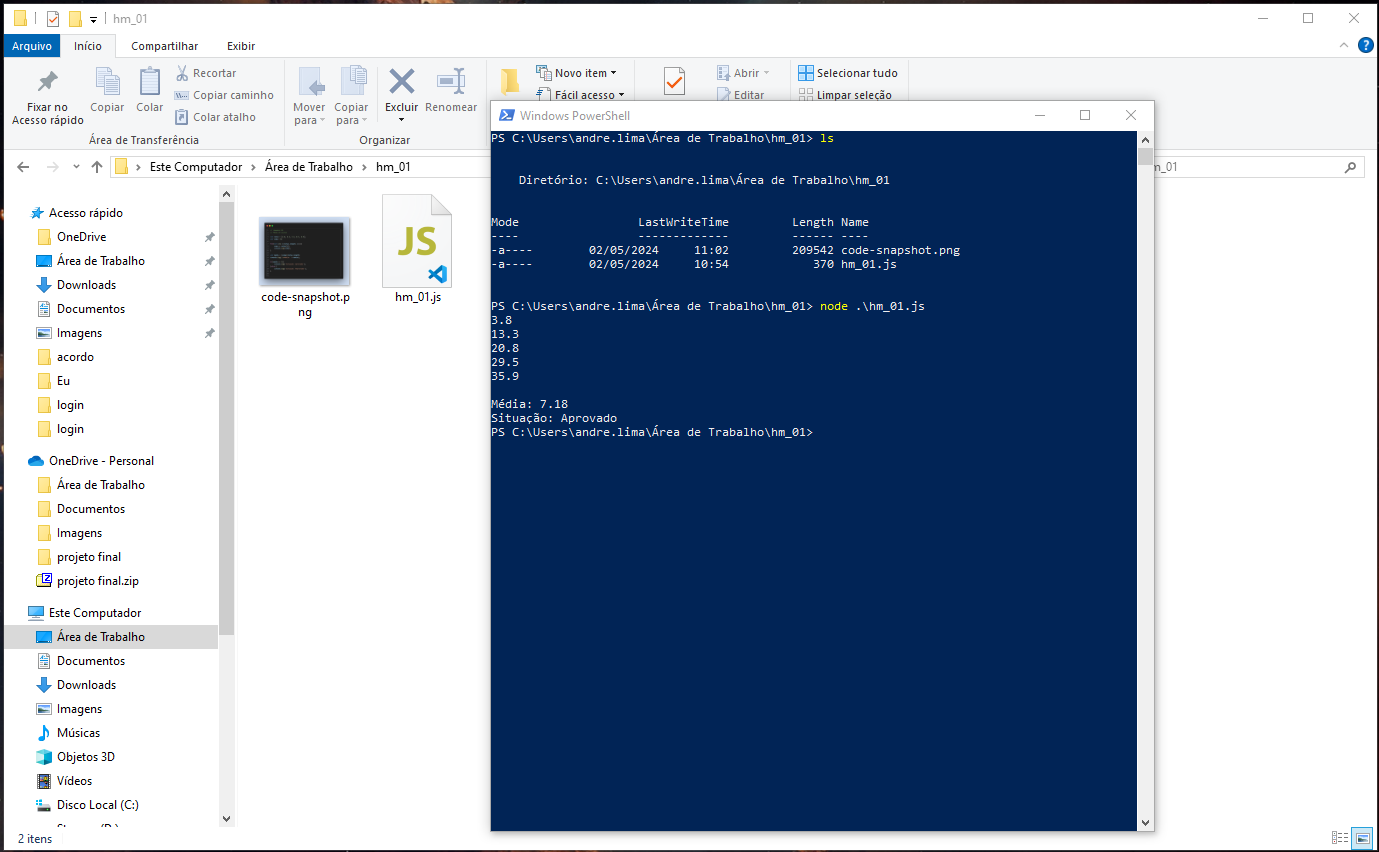 hm_01
Arquivo Início Compartilhar Exibir
Fixar no Acesso rápido
Copiar
Colar
Recortar
Copiar caminho
Colar atalho
Área de Transferência
Mover para
Copiar para
Excluir
Renomear
Organizar
Novo item
Fácil acesso
Abrir
Editar
Selecionar tudo
Limpar seleção
Este Computador
Área de Trabalho
hm_01
Acesso rápido
OneDrive
Área de Trabalho
Downloads
Documentos
Imagens
acordo
Eu
login
login
OneDrive - Personal
Área de Trabalho
Documentos
Imagens
projeto final
projeto final.zip
Este Computador
Área de Trabalho
Documentos
Downloads
Imagens
Músicas
Objetos 3D
Vídeos
Disco Local (C:)
2 itens
code-snapshot.p
ng
JS
hm_01.js
Windows PowerShell
PS C:\Users\andre.lima\Área de Trabalho\hm_01> ls
Diretório: C:\Users\andre.lima\Área de Trabalho\hm_01
Mode LastWriteTime Length Name
---- ------------- ------ ----
-a---- 02/05/2024 11:02 209542 code-snapshot.png
-a---- 02/05/2024 10:54 370 hm_01.js
PS C:\Users\andre.lima\Área de Trabalho\hm_01> node .\hm_01.js
3.8
13.3
20.8
29.5
35.9
Média: 7.18
Situação: Aprovado
PS C:\Users\andre.lima\Área de Trabalho\hm_01>